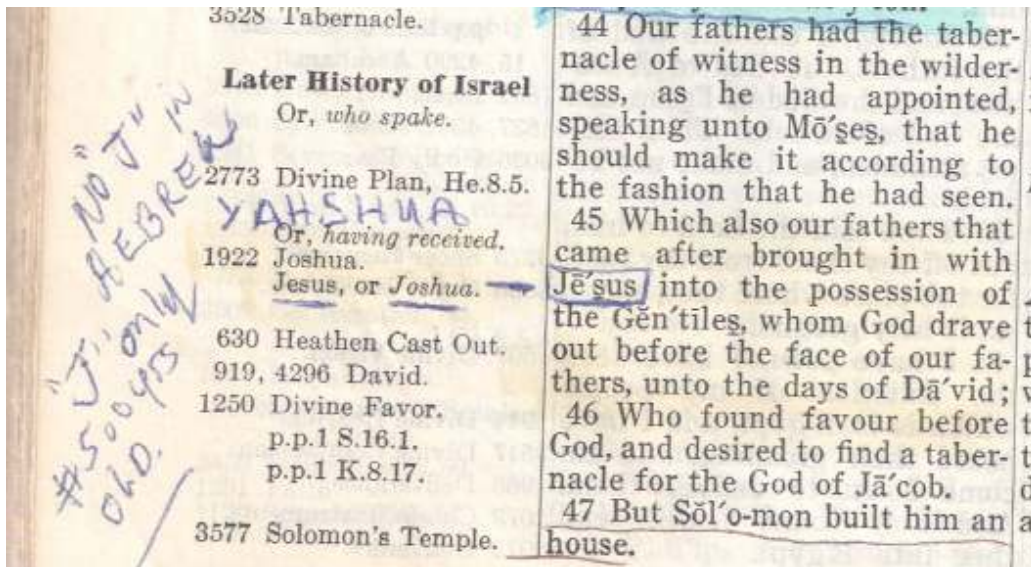 3528 Tabernacle.
Later History of Israel
Or, who spake.
2773 Divine Plan, He.8.5.
YAHSHUA
Or, having received.
1922 Joshua.
Jesus, or Joshua.
630 Heathen Cast Out.
919, 4296 David.
1250 Divine Favor.
p.p.1 S.16.1.
p.p.1 K.8.17.
3577 Solomon's Temple.
NO "J" in
HEBREW
"J" only
#500 yrs
OLD.
44 Our fathers had the taber-
nacle of witness in the wilder-
ness, as he had appointed,
speaking unto Mō´ṣeṣ, that he
should make it according to
the fashion that he had seen.
45 Which also our fathers that
came after brought in with
Jē´ṣus into the possession of
the Gĕn´tīleṣ, whom God drave
out before the face of our fa-
thers, unto the days of Dā´vid;
46 Who found favour before
God, and desired to find a taber-
nacle for the God of Jā´cob.
47 But Sŏl´o-mon built him an
house.